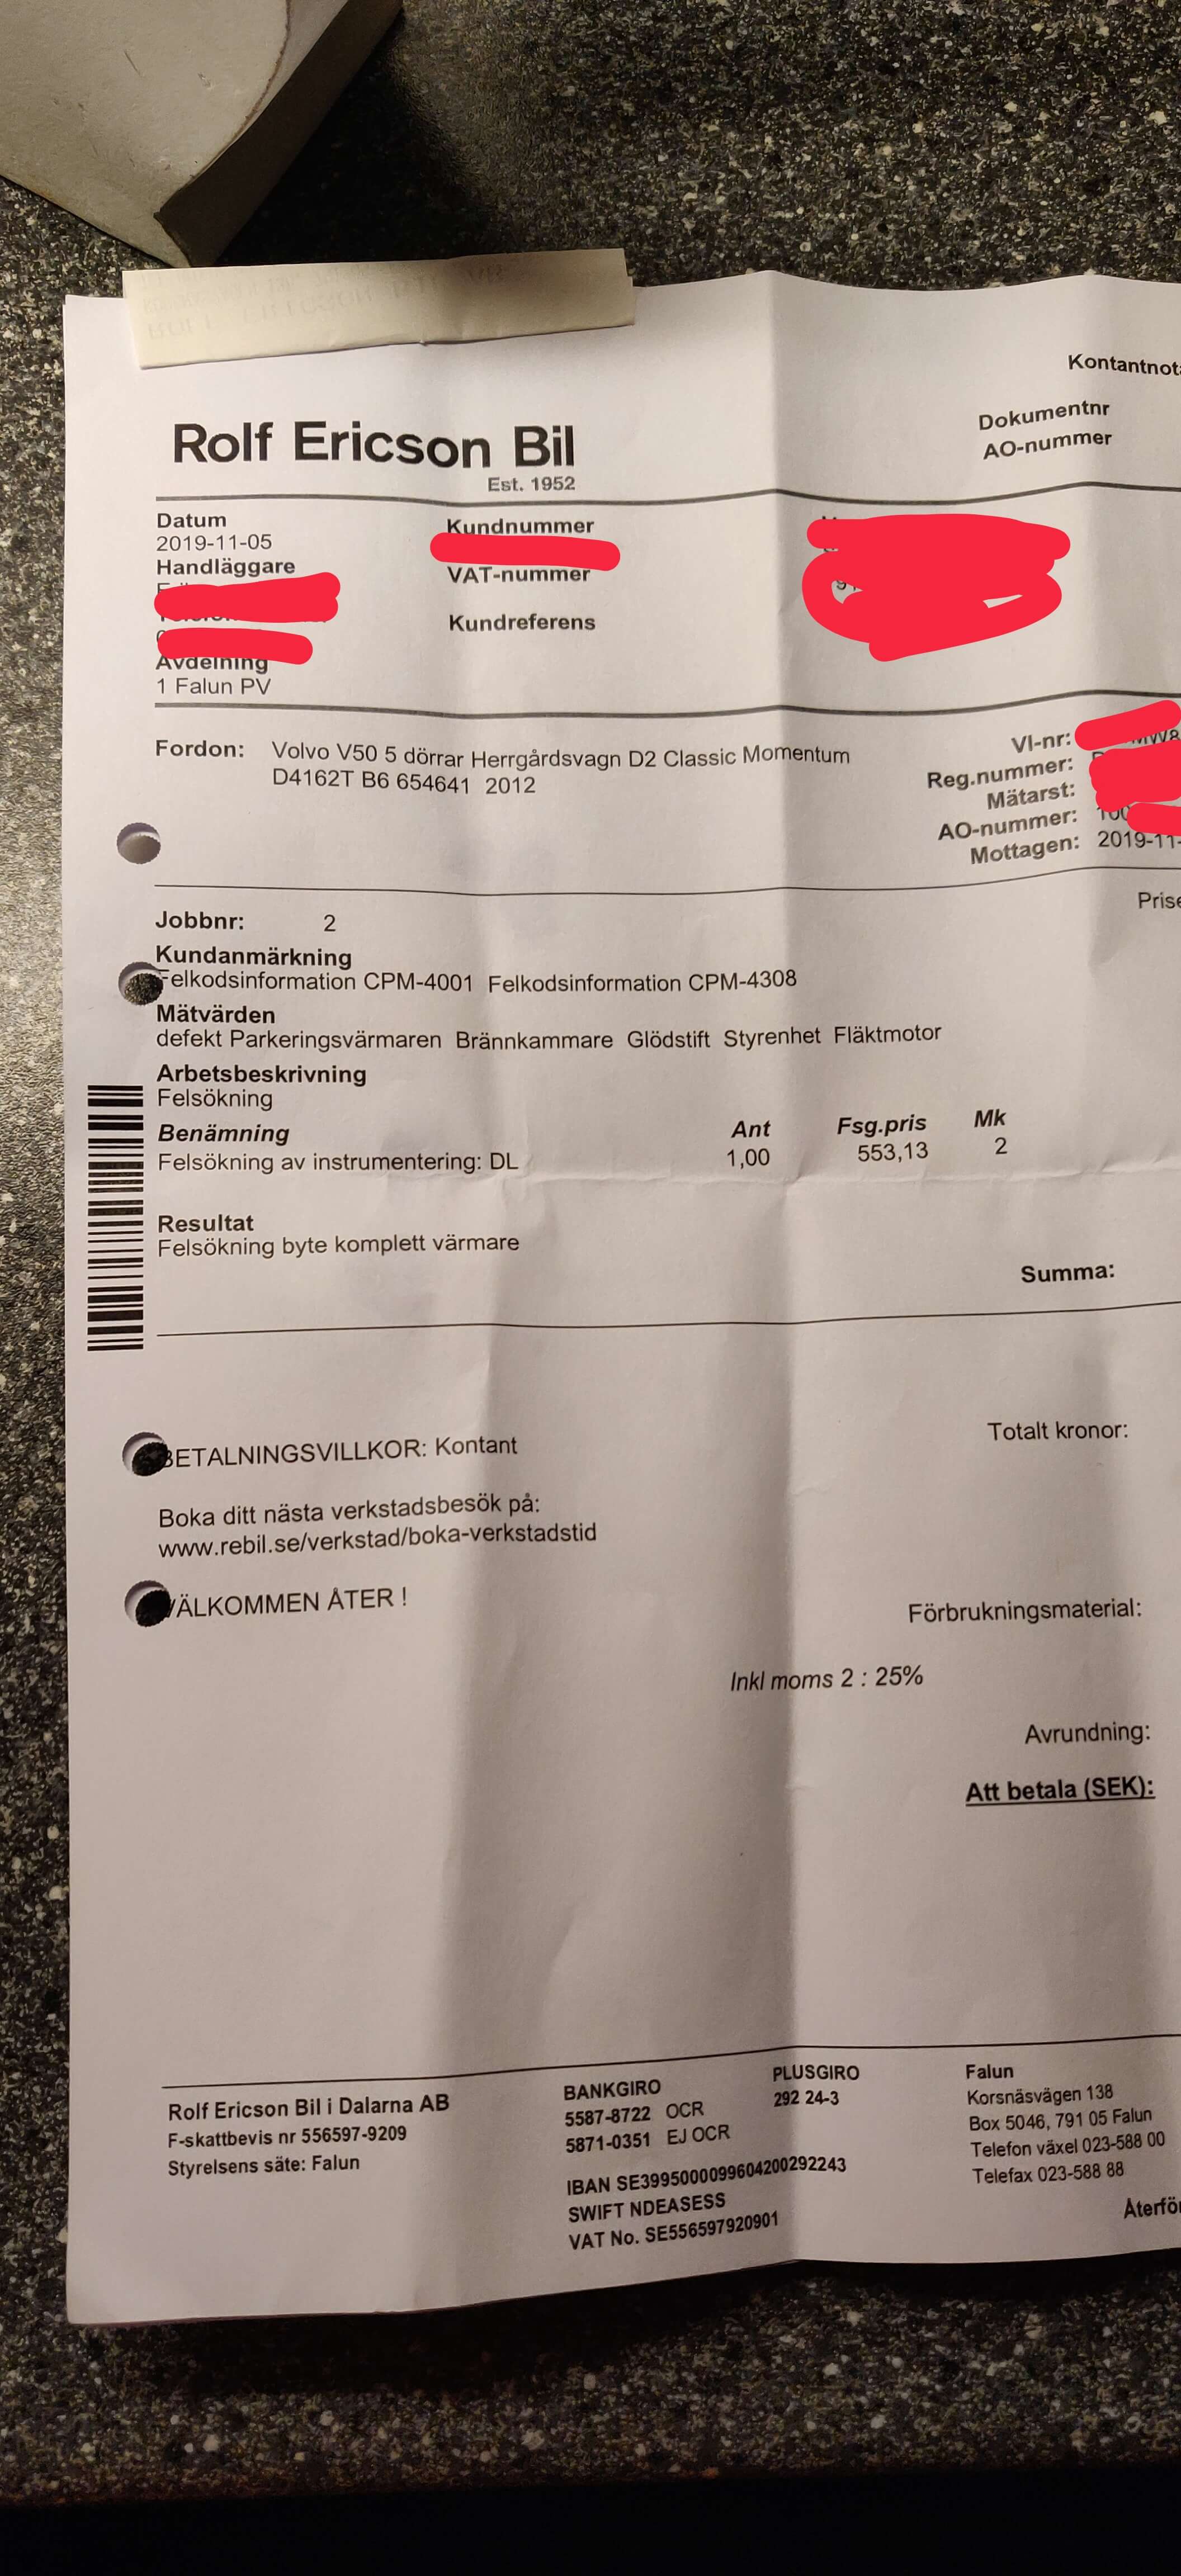 Kontantnota
Rolf Ericson Bil
Est. 1952
Dokumentnr
AO-nummer
Datum
2019-11-05
Handläggare
Kundnummer
VAT-nummer
Kundreferens
Avdelning
1 Falun PV
Fordon: Volvo V50 5 dörrar Herrgårdsvagn D2 Classic Momentum
D4162T B6 654641 2012
VI-nr:
Reg.nummer:
Mätarst:
AO-nummer: 100
Mottagen: 2019-11-
Jobbnr: 2
Prise
Kundanmärkning
Felkodsinformation CPM-4001 Felkodsinformation CPM-4308
Mätvärden
defekt Parkeringsvärmaren Brännkammare Glödstift Styrenhet Fläktmotor
Arbetsbeskrivning
Felsökning
Benämning Ant Fsg.pris Mk
Felsökning av instrumentering: DL 1,00 553,13 2
Resultat
Felsökning byte komplett värmare
Summa:
BETALNINGSVILLKOR: Kontant
Totalt kronor:
Boka ditt nästa verkstadsbesök på:
www.rebil.se/verkstad/boka-verkstadstid
VÄLKOMMEN ÅTER !
Förbrukningsmaterial:
Inkl moms 2 : 25%
Avrundning:
Att betala (SEK):
Rolf Ericson Bil i Dalarna AB
F-skattbevis nr 556597-9209
Styrelsens säte: Falun
BANKGIRO
5587-8722 OCR
5871-0351 EJ OCR
IBAN SE3995000099604200292243
SWIFT NDEASESS
VAT No. SE556597920901
PLUSGIRO
292 24-3
Falun
Korsnäsvägen 138
Box 5046, 791 05 Falun
Telefon växel 023-588 00
Telefax 023-588 88
Återför